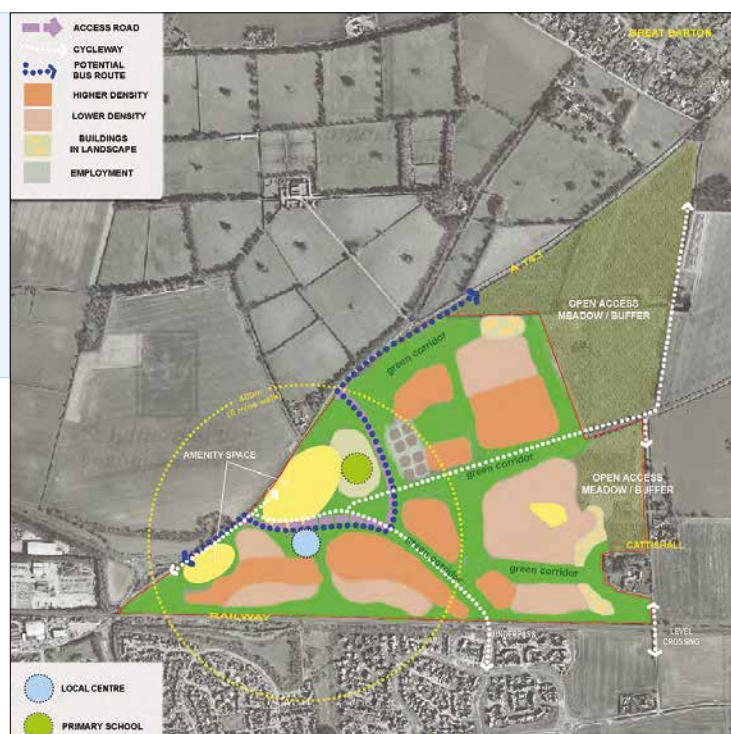 ACCESS ROAD
CYCLEWAY
POTENTIAL
BUS ROUTE
HIGHER DENSITY
LOWER DENSITY
BUILDINGS
IN LANDSCAPE
EMPLOYMENT
GREAT BARTON
A 143
OPEN ACCESS
MEADOW / BUFFER
green corridor
400m
(5 mins walk)
AMENITY SPACE
green corridor
OPEN ACCESS
MEADOW / BUFFER
CATTISHALL
green corridor
green corridor
RAILWAY
UNDERPASS
LEVEL
CROSSING
LOCAL CENTRE
PRIMARY SCHOOL